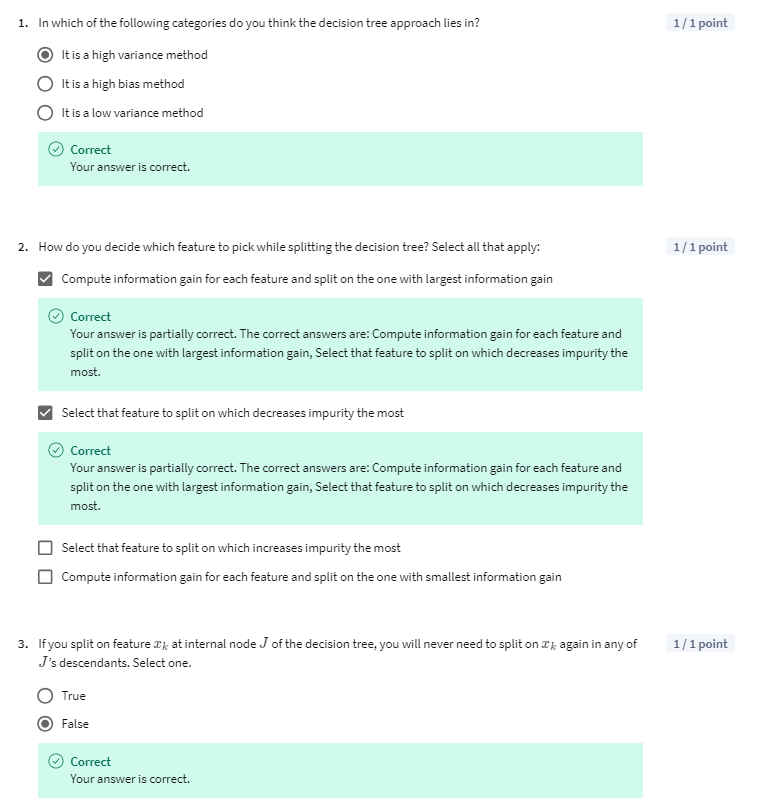 1. In which of the following categories do you think the decision tree approach lies in?
1 / 1 point
It is a high variance method
It is a high bias method
It is a low variance method
Correct
Your answer is correct.
2. How do you decide which feature to pick while splitting the decision tree? Select all that apply:
1 / 1 point
Compute information gain for each feature and split on the one with largest information gain
Correct
Your answer is partially correct. The correct answers are: Compute information gain for each feature and
split on the one with largest information gain, Select that feature to split on which decreases impurity the
most.
Select that feature to split on which decreases impurity the most
Correct
Your answer is partially correct. The correct answers are: Compute information gain for each feature and
split on the one with largest information gain, Select that feature to split on which decreases impurity the
most.
Select that feature to split on which increases impurity the most
Compute information gain for each feature and split on the one with smallest information gain
3. If you split on feature xₖ at internal node J of the decision tree, you will never need to split on xₖ again in any of
1 / 1 point
J's descendants. Select one.
True
False
Correct
Your answer is correct.